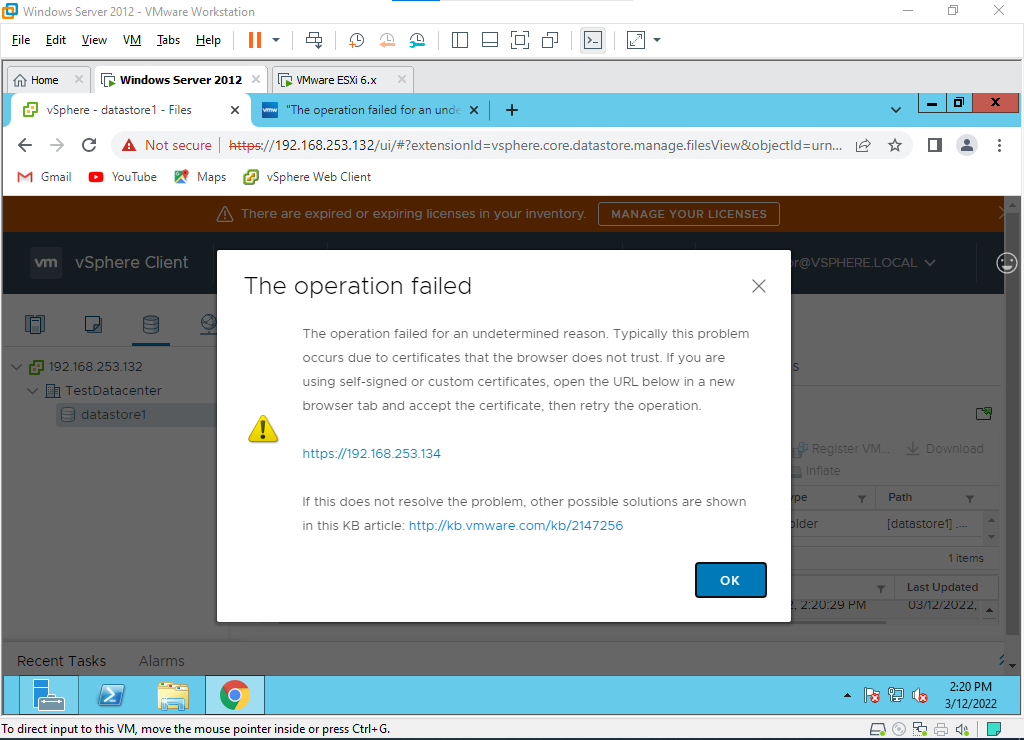 Windows Server 2012 - VMware Workstation
File Edit View VM Tabs Help
Home Windows Server 2012 VMware ESXi 6.x
vSphere - datastore1 - Files vmw "The operation failed for an unde
Not secure https://192.168.253.132/ui/#?extensionId=vsphere.core.datastore.manage.filesView&objectId=urn...
Gmail YouTube Maps vSphere Web Client
There are expired or expiring licenses in your inventory. MANAGE YOUR LICENSES
vm vSphere Client or@VSPHERE.LOCAL
The operation failed
The operation failed for an undetermined reason. Typically this problem
occurs due to certificates that the browser does not trust. If you are
using self-signed or custom certificates, open the URL below in a new
browser tab and accept the certificate, then retry the operation.
https://192.168.253.134
If this does not resolve the problem, other possible solutions are shown
in this KB article: http://kb.vmware.com/kb/2147256
OK
192.168.253.132
TestDatacenter
datastore1
s
Register VM... Download
Inflate
ype Path
older [datastore1] ....
1 items
Last Updated
2, 2:20:29 PM 03/12/2022,
Recent Tasks Alarms
2:20 PM
3/12/2022
To direct input to this VM, move the mouse pointer inside or press Ctrl+G.